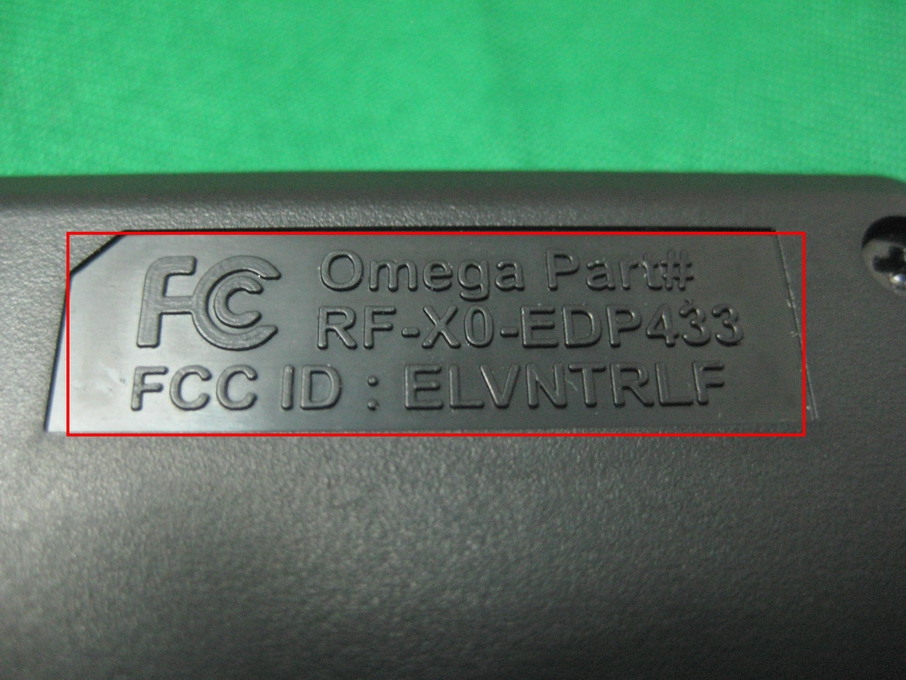 FC Omega Part#
RF-X0-EDP433
FCC ID : ELVNTRLF